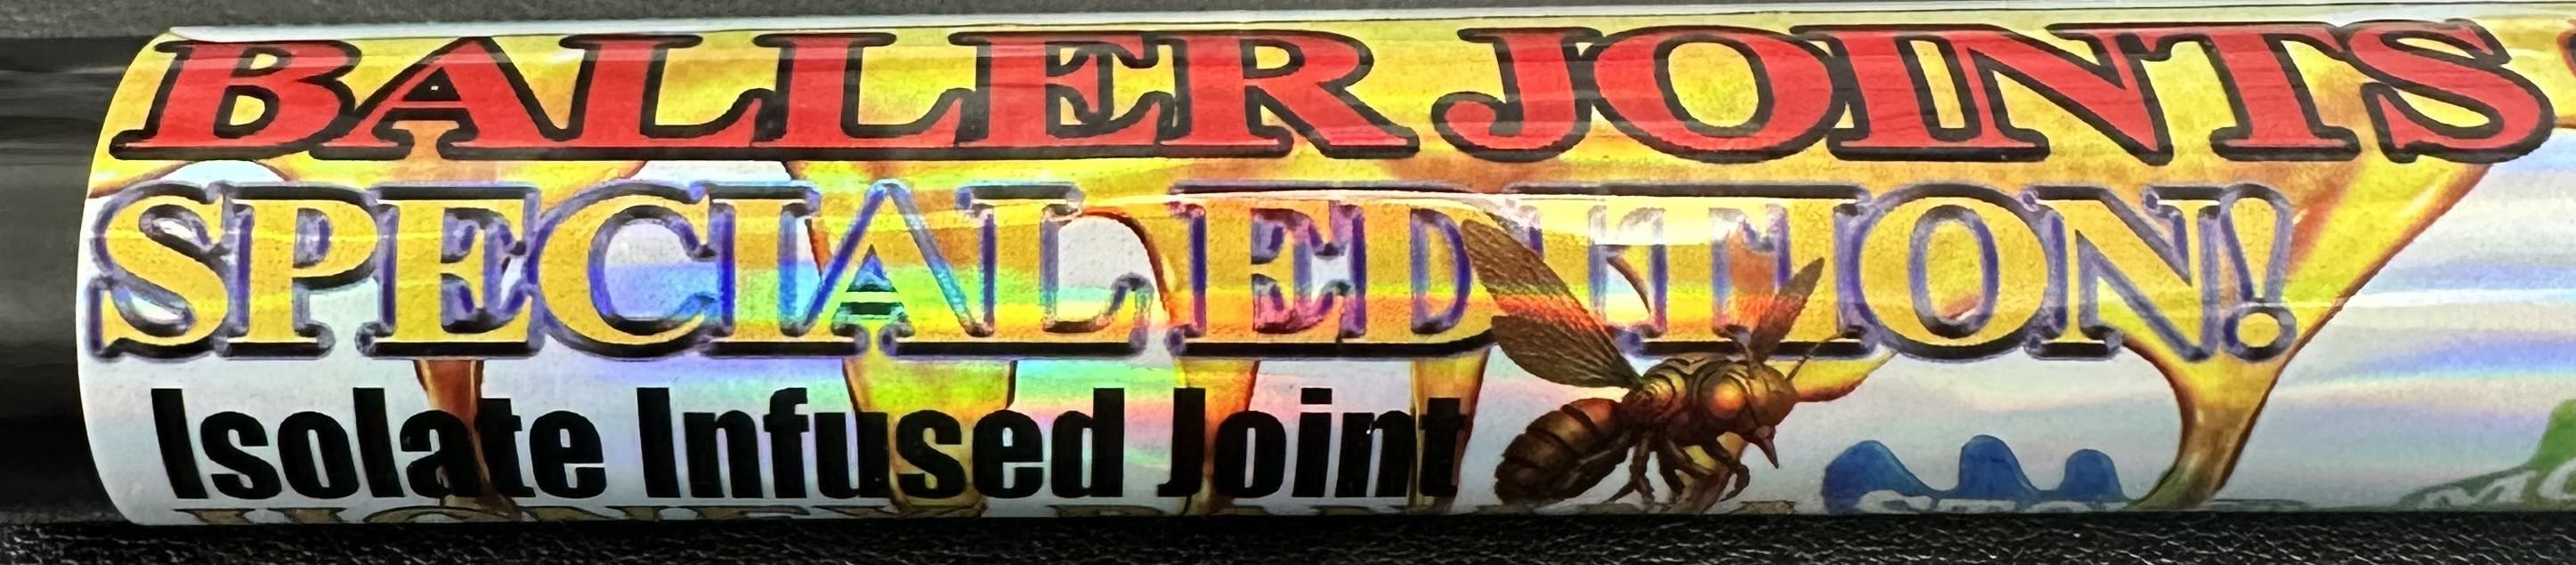 BALLER JOINTS
SPECIAL EDITION!
Isolate Infused Joint